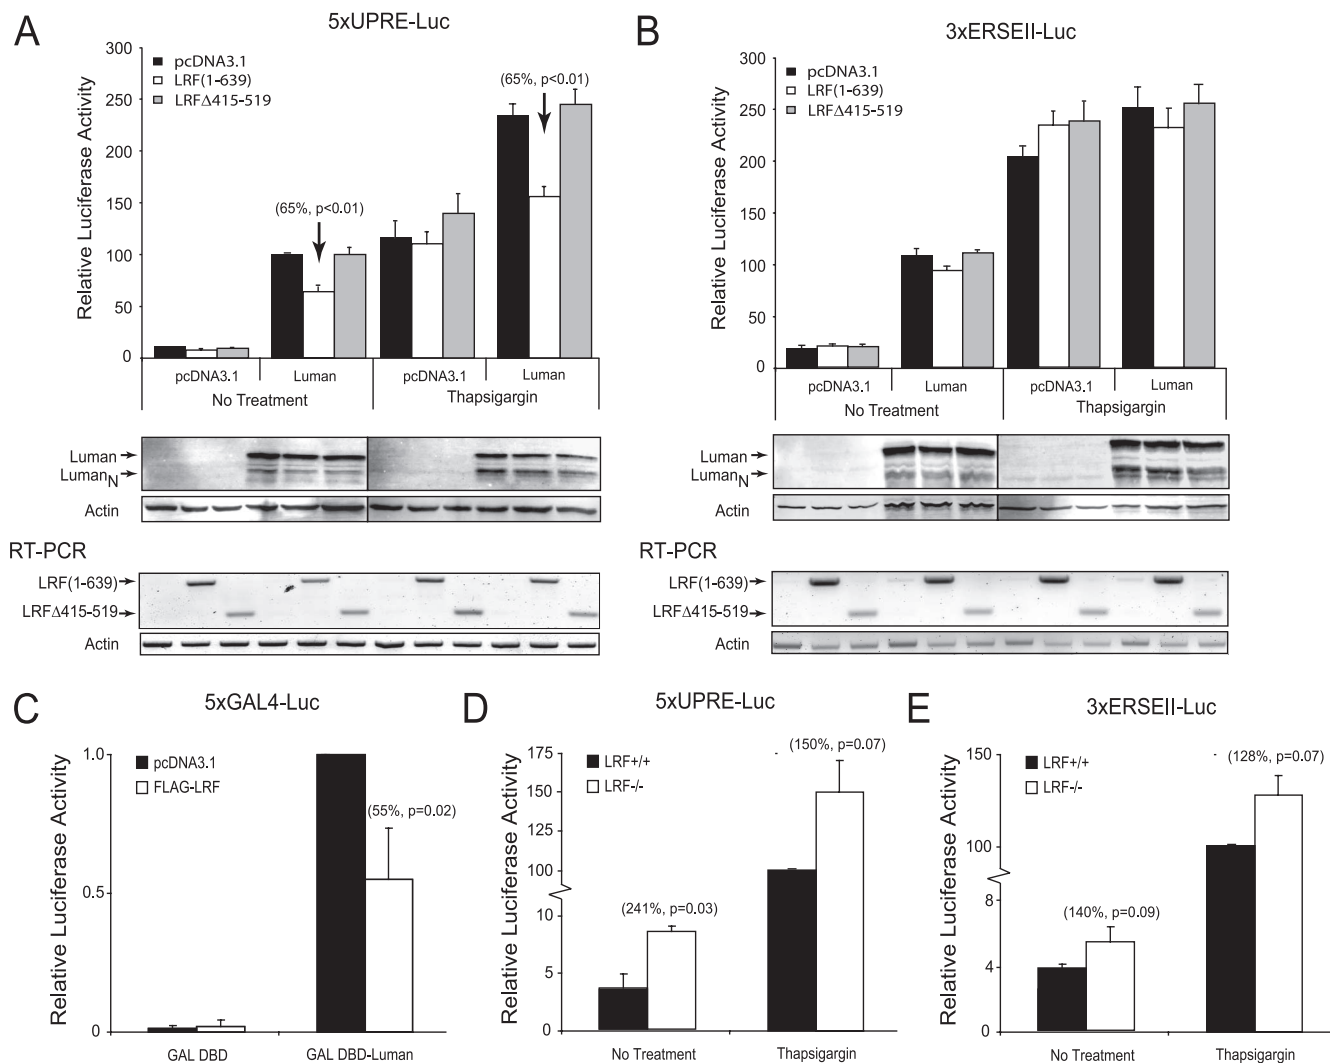 A
5xUPRE-Luc
Relative Luciferase Activity
300
250
200
150
100
50
0
pcDNA3.1
LRF(1-639)
LRFΔ415-519
(65%, p<0.01)
(65%, p<0.01)
pcDNA3.1
Luman
pcDNA3.1
Luman
No Treatment
Thapsigargin
Luman
LumanN
Actin
RT-PCR
LRF(1-639)
LRFΔ415-519
Actin
B
3xERSEII-Luc
Relative Luciferase Activity
300
250
200
150
100
50
0
pcDNA3.1
LRF(1-639)
LRFΔ415-519
pcDNA3.1
Luman
pcDNA3.1
Luman
No Treatment
Thapsigargin
Luman
LumanN
Actin
RT-PCR
LRF(1-639)
LRFΔ415-519
Actin
C
5xGAL4-Luc
Relative Luciferase Activity
1.0
0.5
0
pcDNA3.1
FLAG-LRF
(55%, p=0.02)
GAL DBD
GAL DBD-Luman
D
5xUPRE-Luc
Relative Luciferase Activity
175
150
125
100
10
5
0
LRF+/+
LRF-/-
(150%, p=0.07)
(241%, p=0.03)
No Treatment
Thapsigargin
E
3xERSEII-Luc
Relative Luciferase Activity
150
100
8
4
0
LRF+/+
LRF-/-
(128%, p=0.07)
(140%, p=0.09)
No Treatment
Thapsigargin